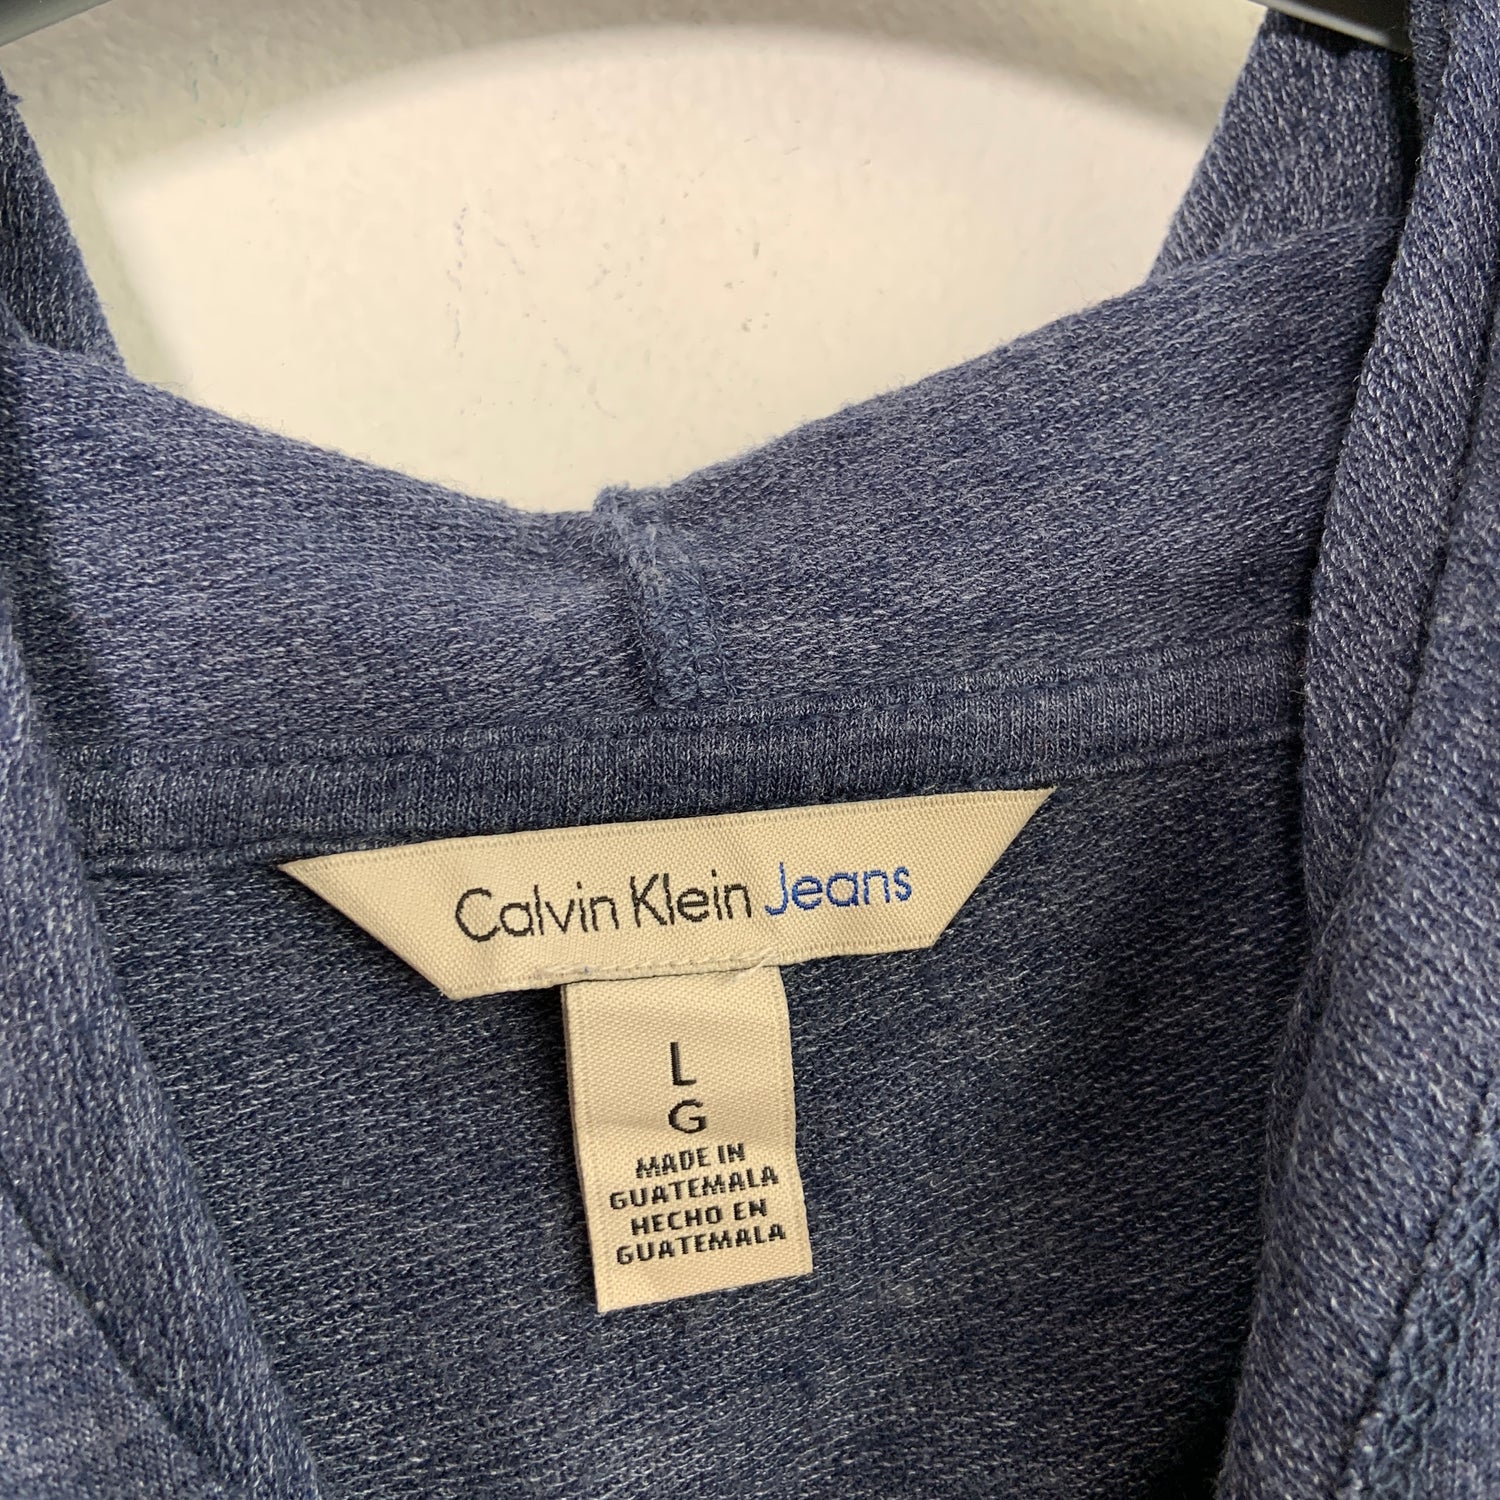 Calvin Klein Jeans
L
G
MADE IN
GUATEMALA
HECHO EN
GUATEMALA